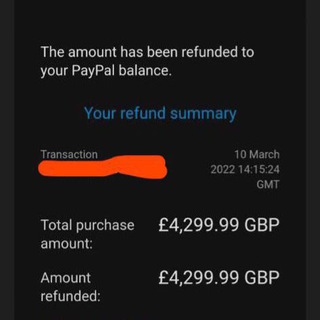 The amount has been refunded to
your PayPal balance.
Your refund summary
Transaction
10 March
2022 14:15:24
GMT
Total purchase
amount:
£4,299.99 GBP
Amount
refunded:
£4,299.99 GBP